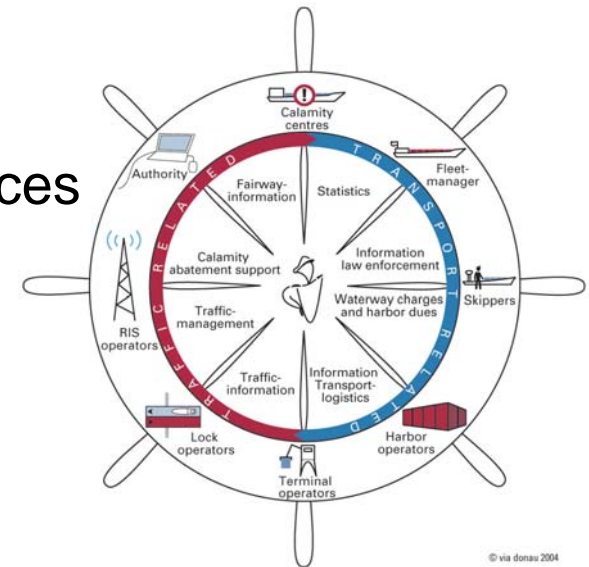 ces
Calamity
centres
Authority
Fleet-
manager
TRAFFIC RELATED
TRANSPORT RELATED
Fairway-
information
Statistics
Calamity
abatement support
Information
law enforcement
Traffic-
management
Waterway charges
and harbor dues
Skippers
RIS
operators
Traffic-
information
Information
Transport-
logistics
Lock
operators
Harbor
operators
Terminal
operators
© via donau 2004